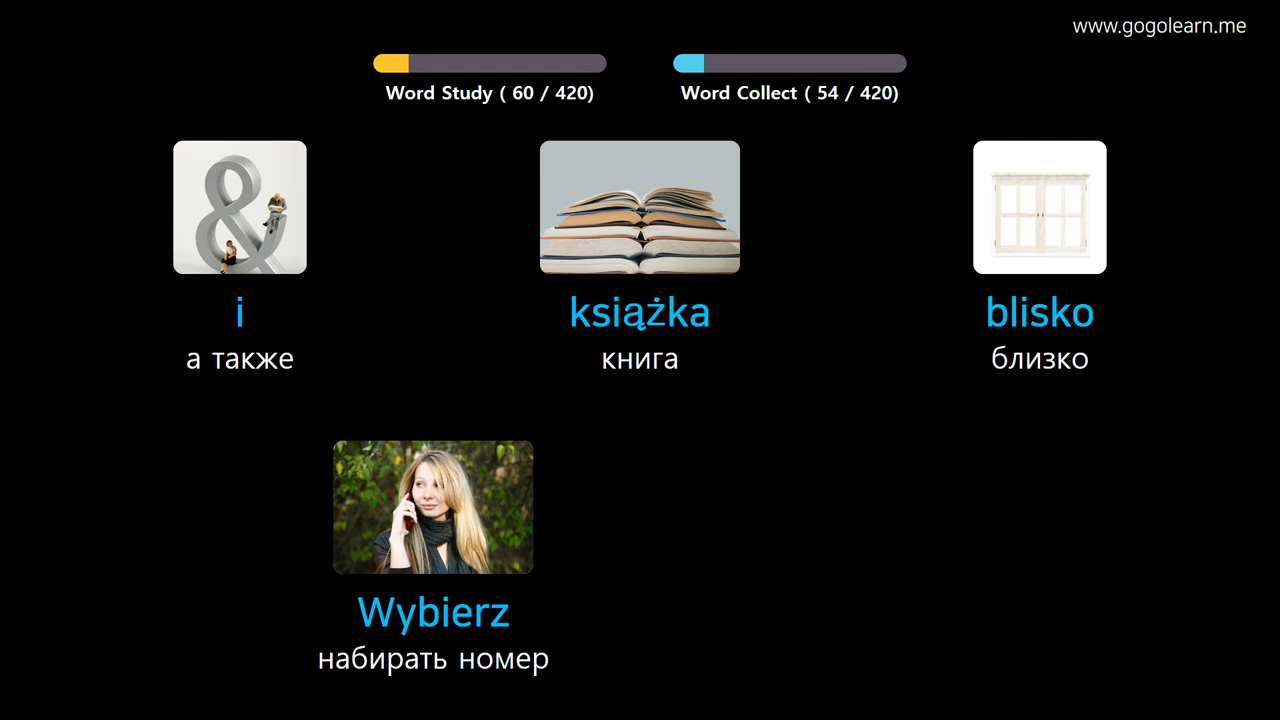 www.gogolearn.me
Word Study ( 60 / 420)
Word Collect ( 54 / 420)
&
i
а также
książka
книга
blisko
близко
Wybierz
набирать номер